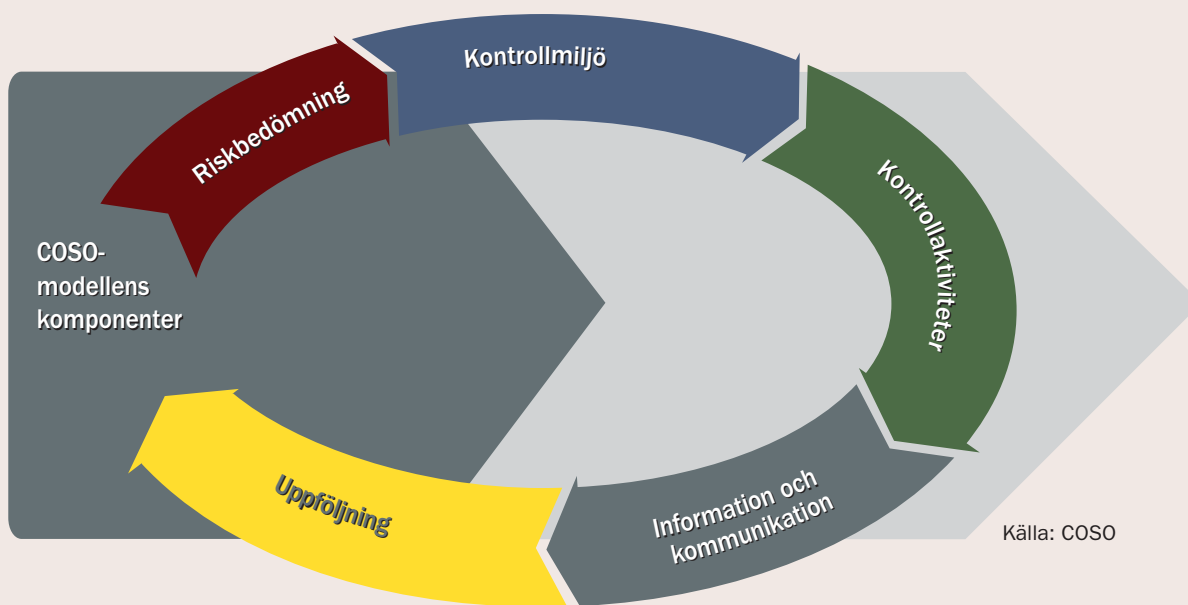 Kontrollmiljö
Riskbedömning
Kontrollaktiviteter
COSO-
modellens
komponenter
Uppföljning
Information och
kommunikation
Källa: COSO